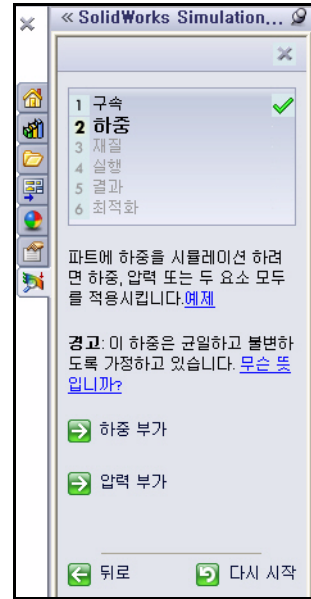 « SolidWorks Simulation...
1 구속
2 하중
3 재질
4 실행
5 결과
6 최적화
파트에 하중을 시뮬레이션 하려
면 하중, 압력 또는 두 요소 모두
를 적용시킵니다.예제
경고: 이 하중은 균일하고 불변하
도록 가정하고 있습니다. 무슨 뜻
입니까?
하중 부가
압력 부가
뒤로 다시 시작